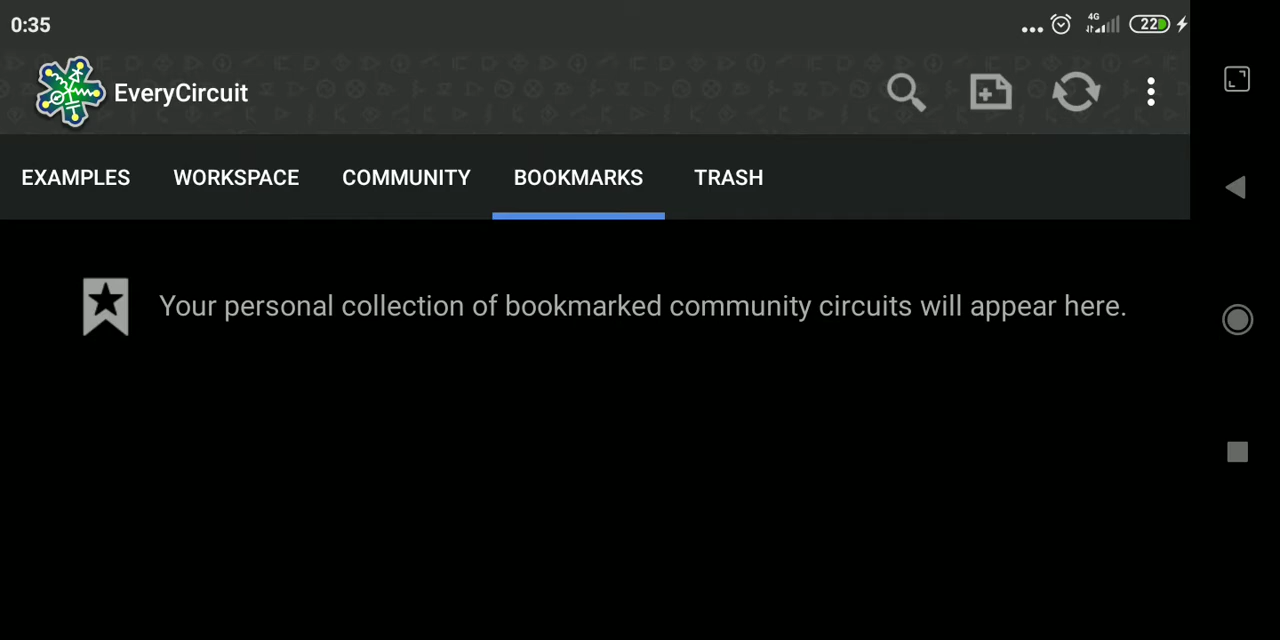 0:35
4G
22
EveryCircuit
EXAMPLES WORKSPACE COMMUNITY BOOKMARKS TRASH
Your personal collection of bookmarked community circuits will appear here.